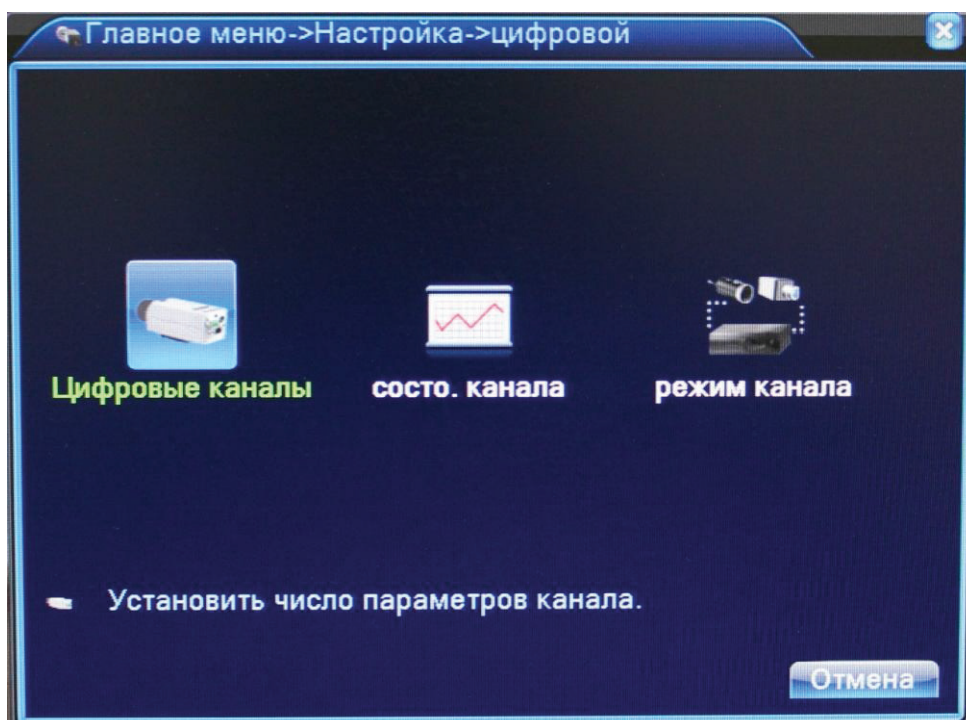 Главное меню->Настройка->цифровой
Цифровые каналы
состо. канала
режим канала
Установить число параметров канала.
Отмена